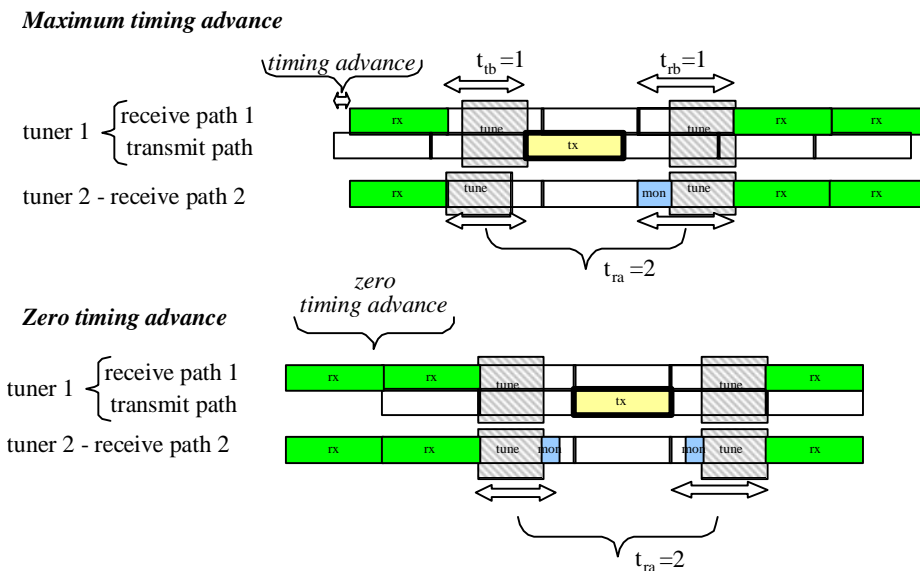 Maximum timing advance
timing advance
t_tb=1
t_rb=1
tuner 1
receive path 1
rx
tune
tune
rx
rx
transmit path
tx
tuner 2 - receive path 2
rx
tune
mon
tune
rx
rx
t_ra=2
zero
timing advance
Zero timing advance
tuner 1
receive path 1
rx
rx
tune
tune
rx
transmit path
tx
tuner 2 - receive path 2
rx
rx
tune
mon
mon
tune
rx
t_ra=2